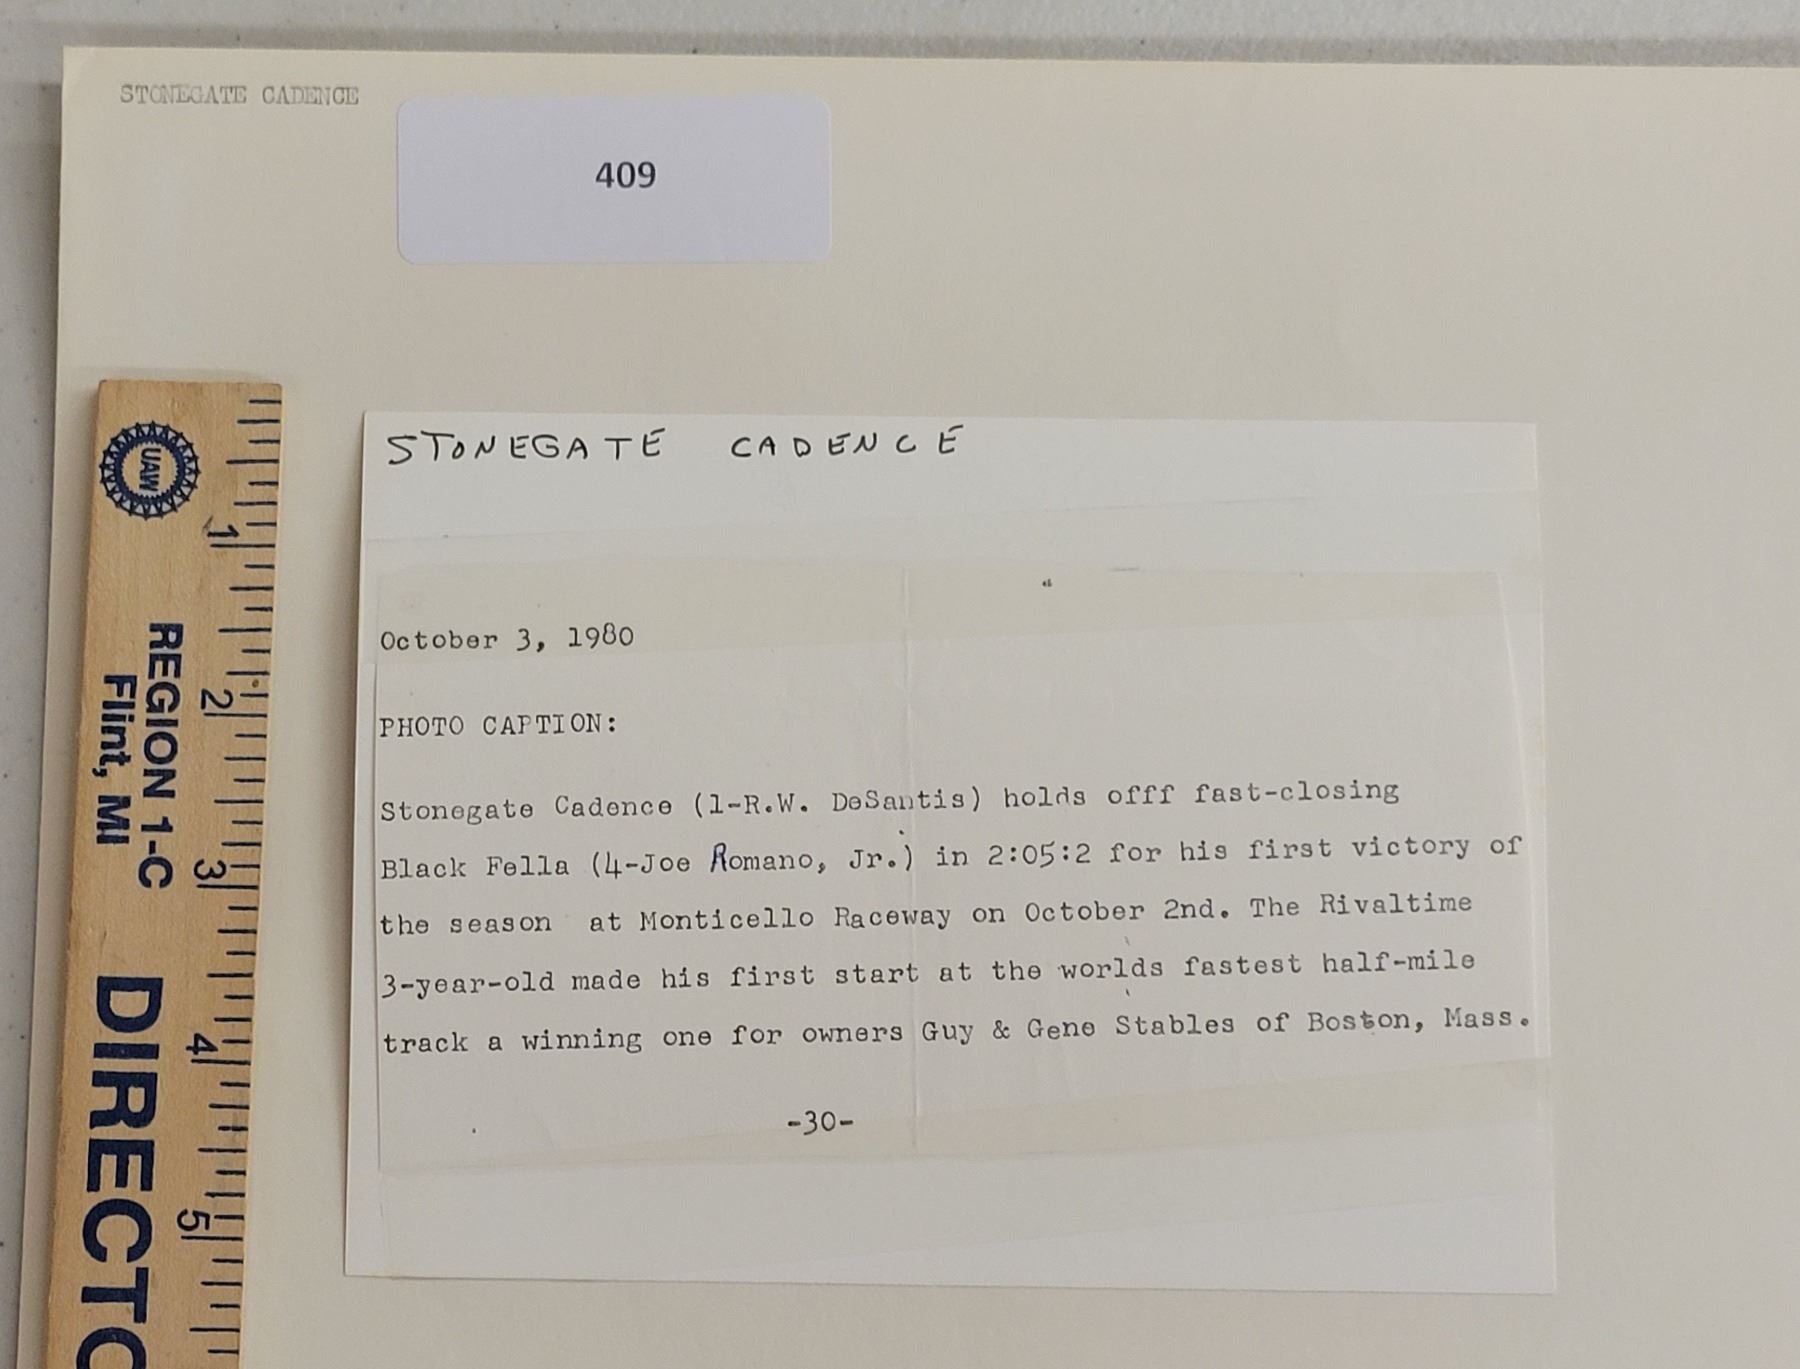 STONEGATE CADENCE
409
STONEGATE CADENCE
October 3, 1980
PHOTO CAPTION:
Stonegate Cadence (1-R.W. DeSantis) holds offf fast-closing
Black Fella (4-Joe Romano, Jr.) in 2:05:2 for his first victory of
the season at Monticello Raceway on October 2nd. The Rivaltime
3-year-old made his first start at the worlds fastest half-mile
track a winning one for owners Guy & Gene Stables of Boston, Mass.
-30-
UAW
REGION 1-C
Flint, MI
DIRECTO
1
2
3
4
5